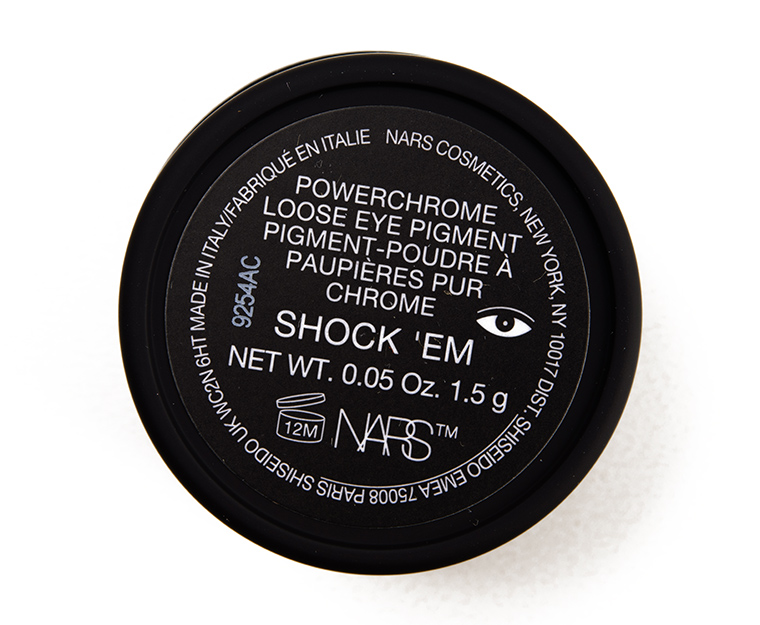 NARS COSMETICS, NEW YORK, NY 10017 DIST. SHISEIDO EMEA 75008 PARIS SHISEIDO UK WC2N 6HT MADE IN ITALY/FABRIQUÉ EN ITALIE
POWERCHROME
LOOSE EYE PIGMENT
PIGMENT-POUDRE À
PAUPIÈRES PUR
CHROME
9254AC
SHOCK 'EM
NET WT. 0.05 Oz. 1.5 g
12M
NARS™